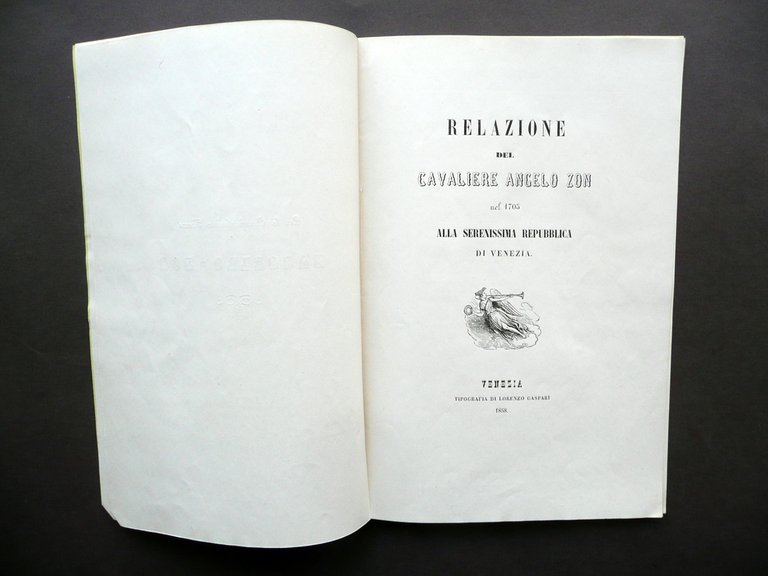 RELAZIONE
DEL
CAVALIERE ANGELO ZON
nel 1705
ALLA SERENISSIMA REPUBBLICA
DI VENEZIA.
VENEZIA
TIPOGRAFIA DI LORENZO GASPARI
1858.